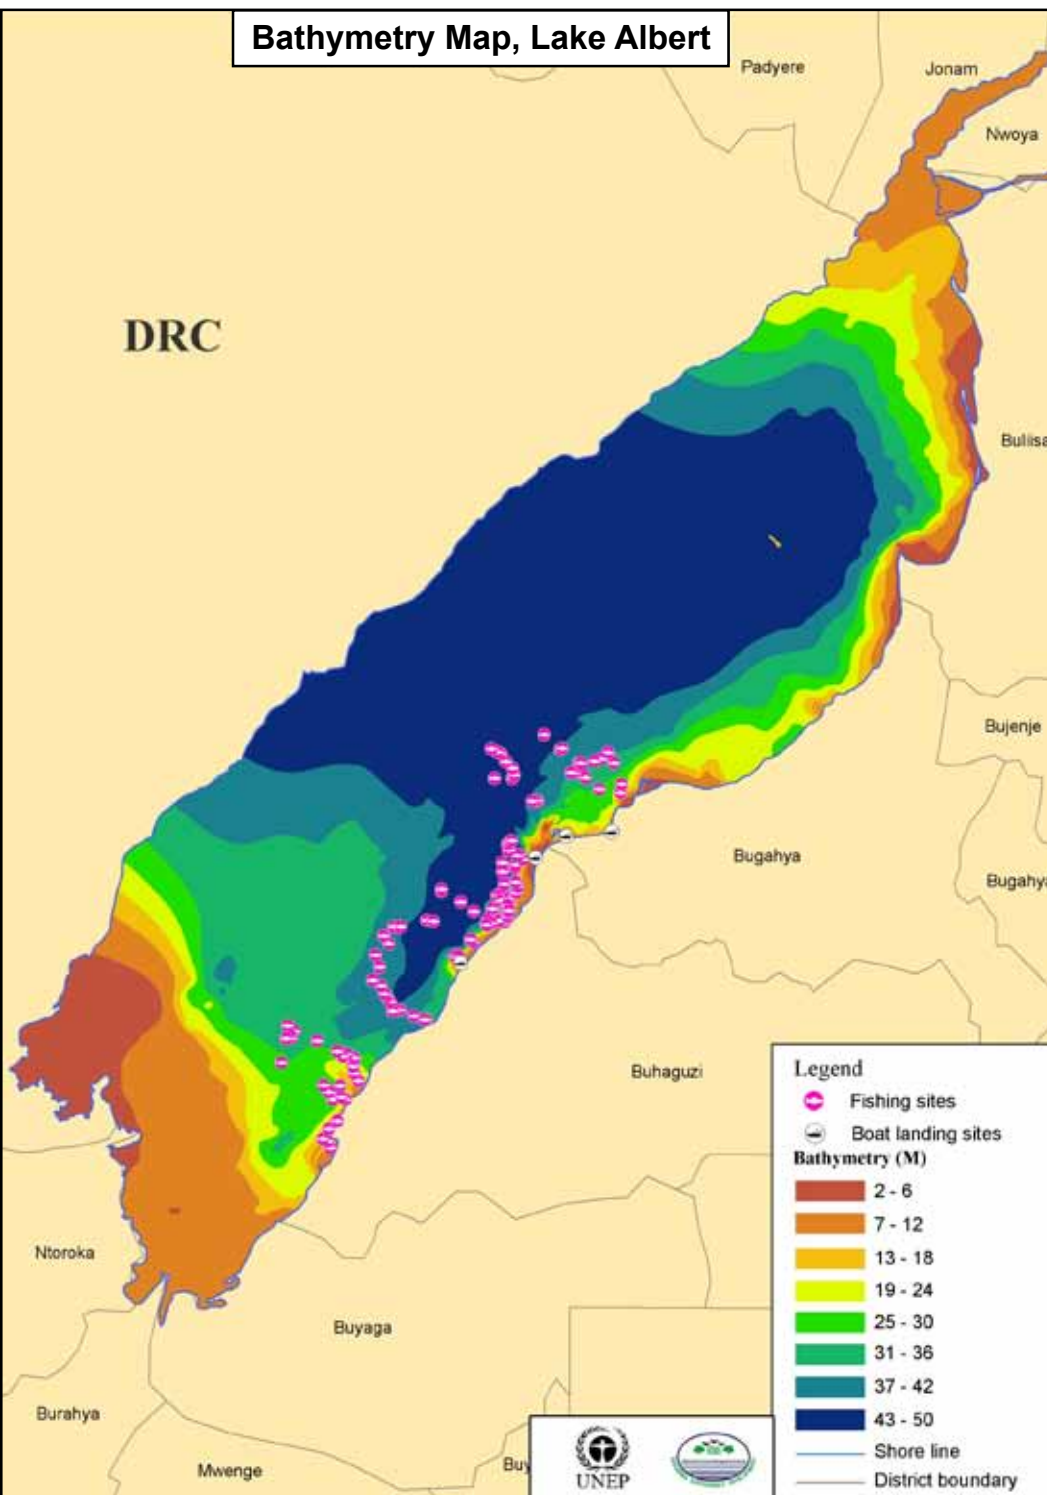 Bathymetry Map, Lake Albert
Padyere
Jonam
Nwoya
DRC
Buliisa
Bujenje
Bugahya
Bugahya
Buhaguzi
Ntoroka
Buyaga
Burahya
Mwenge
Buy
Legend
Fishing sites
Boat landing sites
Bathymetry (M)
2 - 6
7 - 12
13 - 18
19 - 24
25 - 30
31 - 36
37 - 42
43 - 50
Shore line
District boundary
UNEP